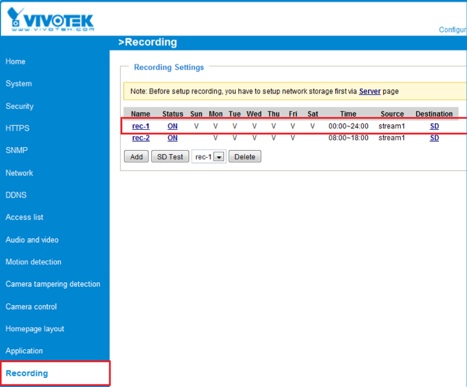 VIVOTEK
www.vivotek.com
Configur
>Recording
Home
System
Security
HTTPS
SNMP
Network
DDNS
Access list
Audio and video
Motion detection
Camera tampering detection
Camera control
Homepage layout
Application
Recording
Recording Settings
Note: Before setup recording, you have to setup network storage first via Server page
Name Status Sun Mon Tue Wed Thu Fri Sat Time Source Destination
rec-1 ON V V V V V V V 00:00~24:00 stream1 SD
rec-2 ON V V V V V 08:00~18:00 stream1 SD
Add SD Test rec-1 Delete